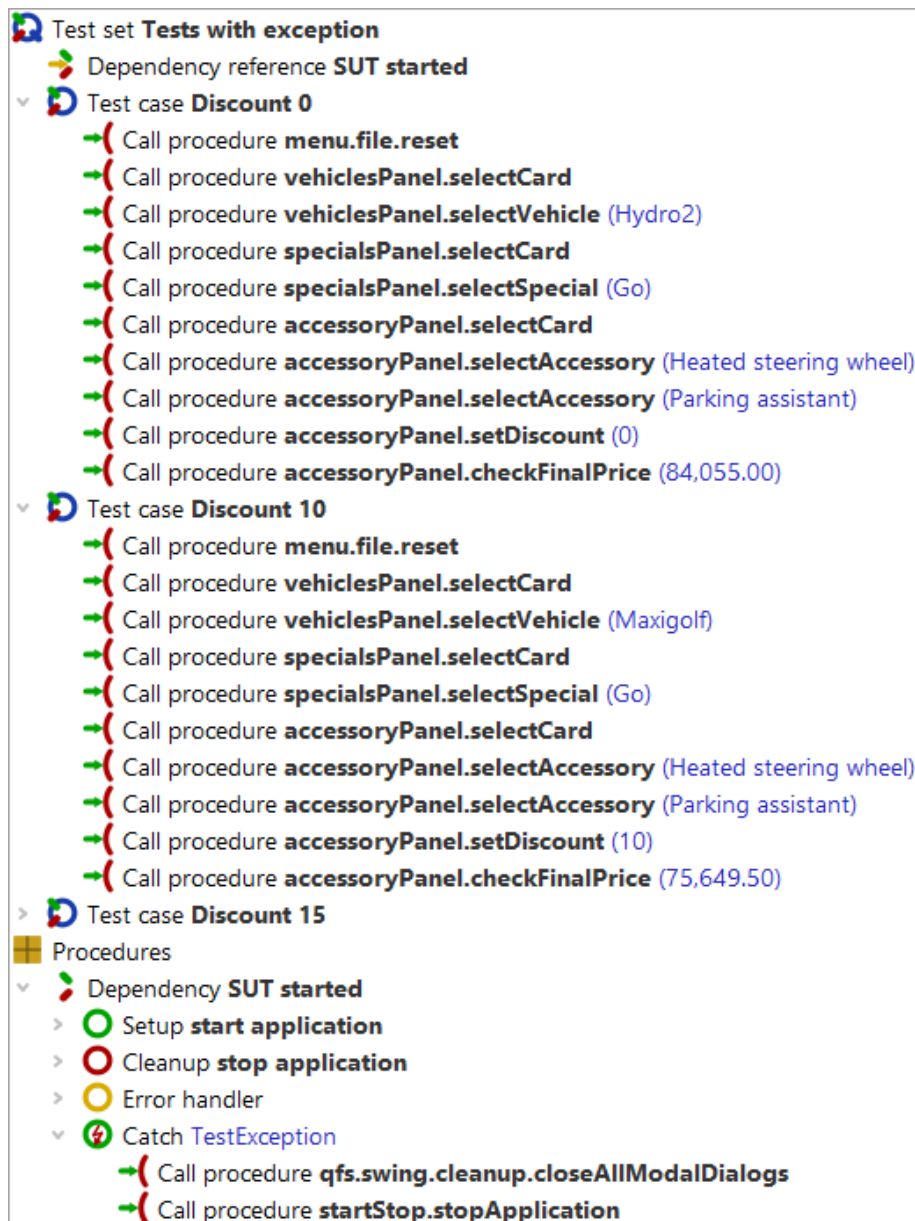 Test set Tests with exception
Dependency reference SUT started
Test case Discount 0
Call procedure menu.file.reset
Call procedure vehiclesPanel.selectCard
Call procedure vehiclesPanel.selectVehicle (Hydro2)
Call procedure specialsPanel.selectCard
Call procedure specialsPanel.selectSpecial (Go)
Call procedure accessoryPanel.selectCard
Call procedure accessoryPanel.selectAccessory (Heated steering wheel)
Call procedure accessoryPanel.selectAccessory (Parking assistant)
Call procedure accessoryPanel.setDiscount (0)
Call procedure accessoryPanel.checkFinalPrice (84,055.00)
Test case Discount 10
Call procedure menu.file.reset
Call procedure vehiclesPanel.selectCard
Call procedure vehiclesPanel.selectVehicle (Maxigolf)
Call procedure specialsPanel.selectCard
Call procedure specialsPanel.selectSpecial (Go)
Call procedure accessoryPanel.selectCard
Call procedure accessoryPanel.selectAccessory (Heated steering wheel)
Call procedure accessoryPanel.selectAccessory (Parking assistant)
Call procedure accessoryPanel.setDiscount (10)
Call procedure accessoryPanel.checkFinalPrice (75,649.50)
Test case Discount 15
Procedures
Dependency SUT started
Setup start application
Cleanup stop application
Error handler
Catch TestException
Call procedure qfs.swing.cleanup.closeAllModalDialogs
Call procedure startStop.stopApplication